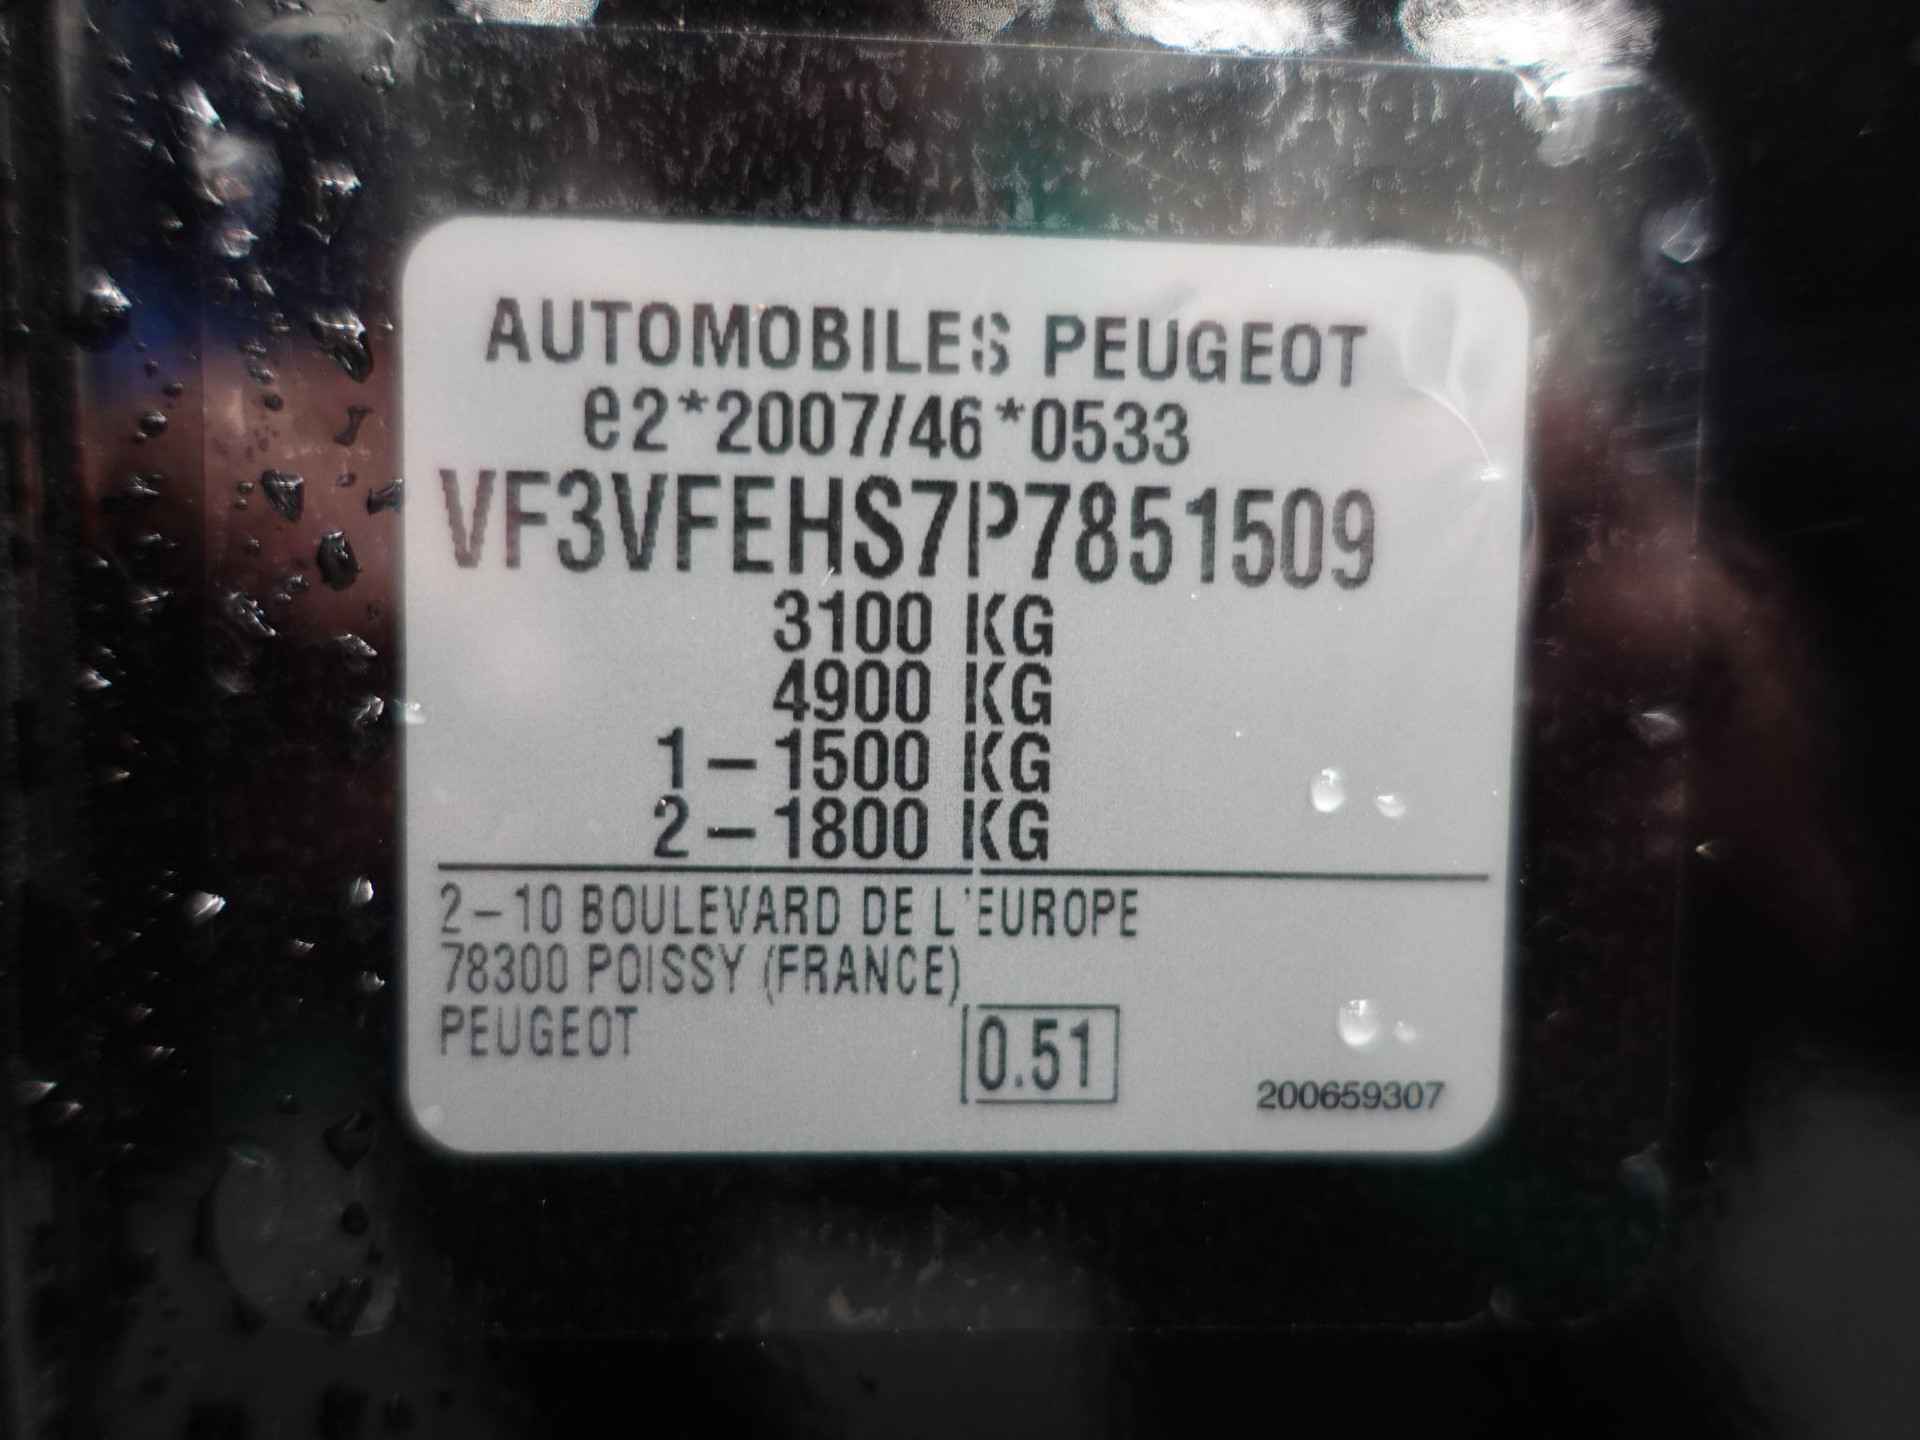 AUTOMOBILES PEUGEOT
e2*2007/46*0533
VF3VFEHS7P7851509
3100 KG
4900 KG
1-1500 KG
2-1800 KG
2-10 BOULEVARD DE L'EUROPE
78300 POISSY (FRANCE)
PEUGEOT
0.51
200659307